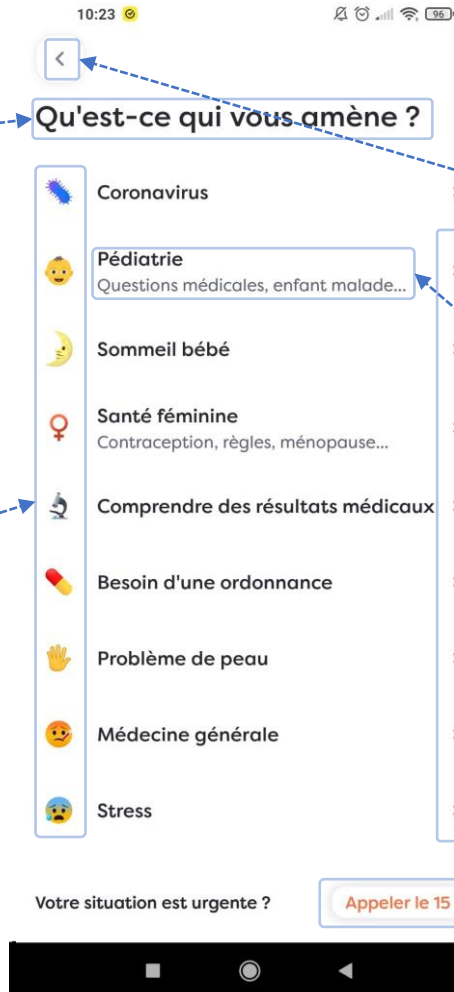 10:23
96
Qu'est-ce qui vous amène ?
Coronavirus
Pédiatrie
Questions médicales, enfant malade...
Sommeil bébé
Santé féminine
Contraception, règles, ménopause...
Comprendre des résultats médicaux
Besoin d'une ordonnance
Problème de peau
Médecine générale
Stress
Votre situation est urgente ?
Appeler le 15